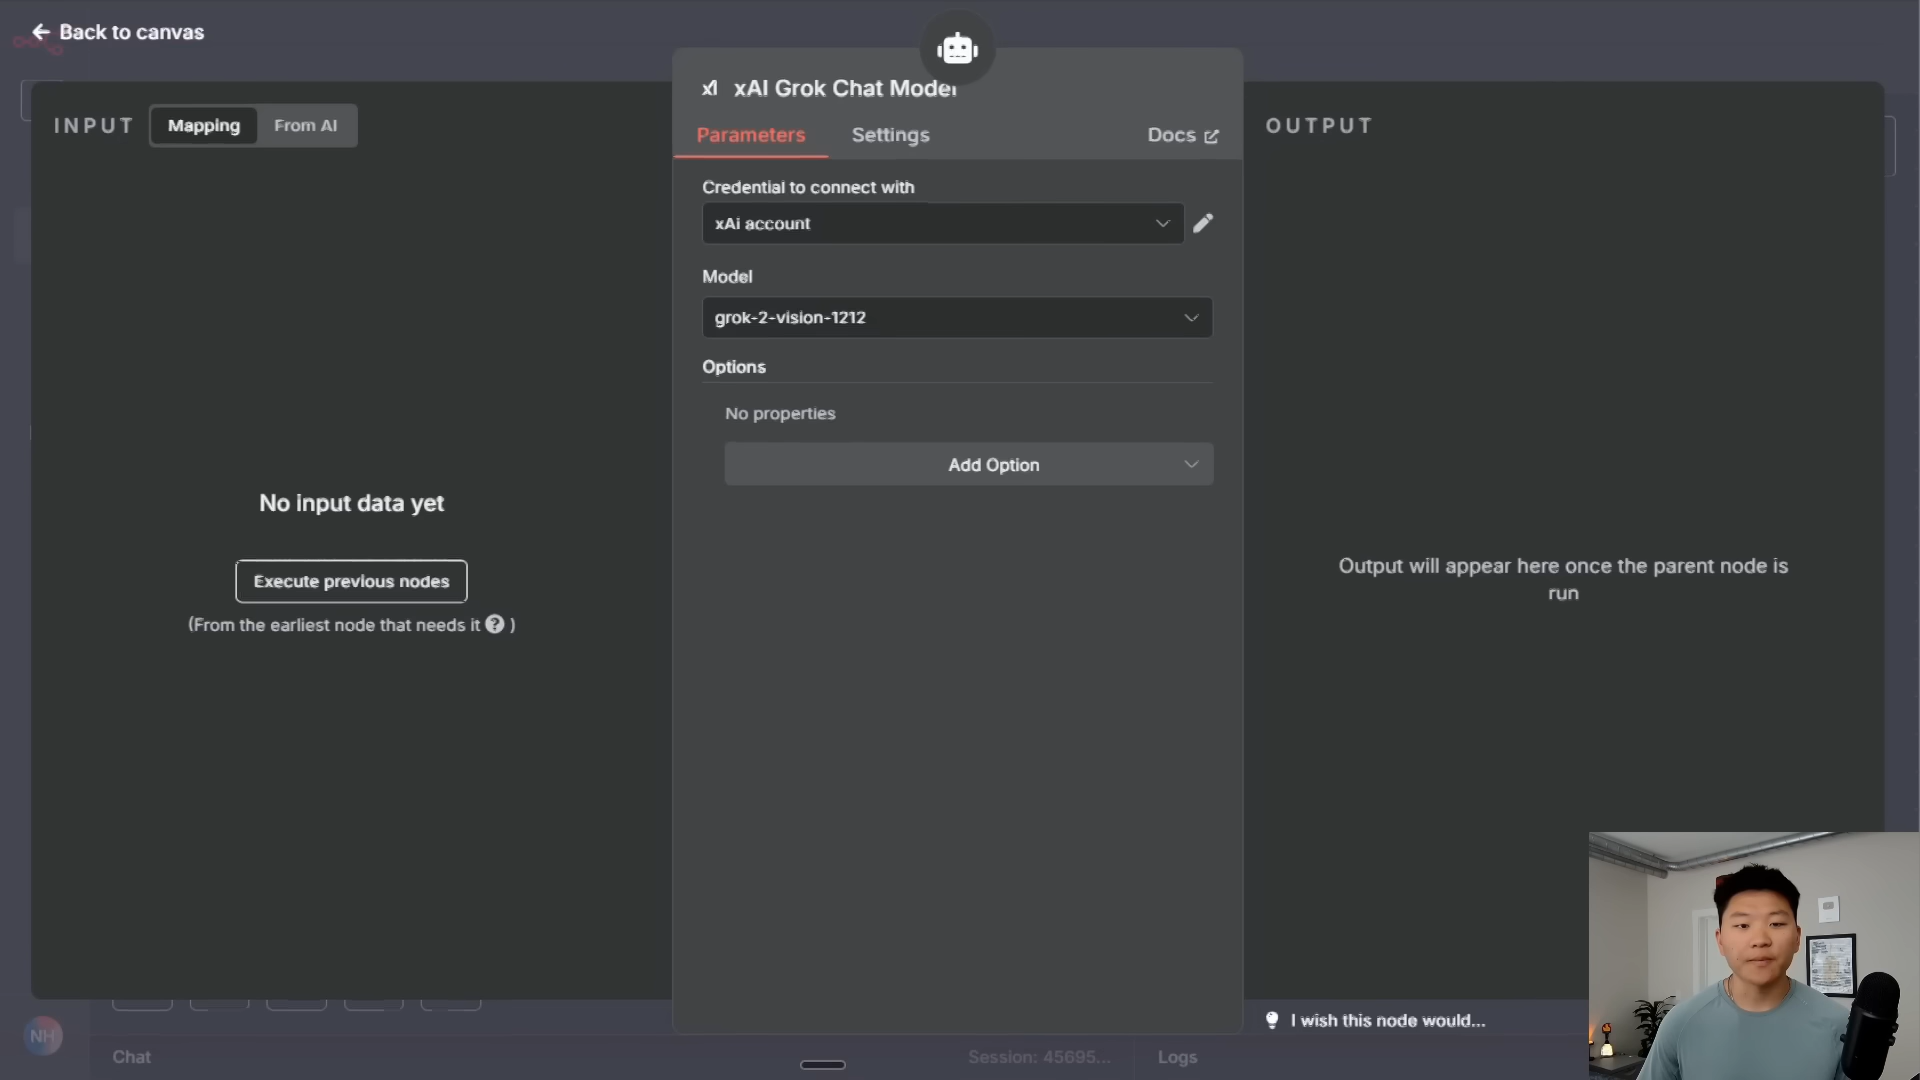 Back to canvas
INPUT
Mapping
From AI
No input data yet
Execute previous nodes
(From the earliest node that needs it ? )
xAI Grok Chat Model
Parameters
Settings
Docs
Credential to connect with
xAi account
Model
grok-2-vision-1212
Options
No properties
Add Option
OUTPUT
Output will appear here once the parent node is
run
I wish this node would...
NH
Chat
Session: 45695...
Logs